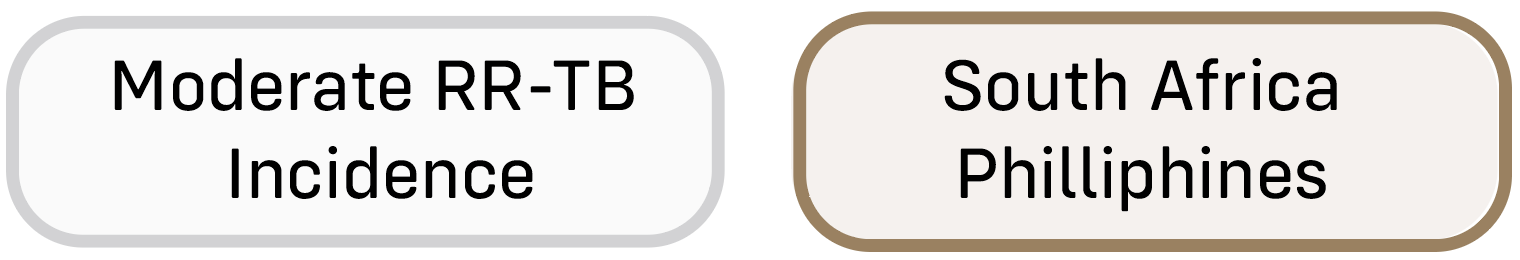 Moderate RR-TB
Incidence
South Africa
Philliphines